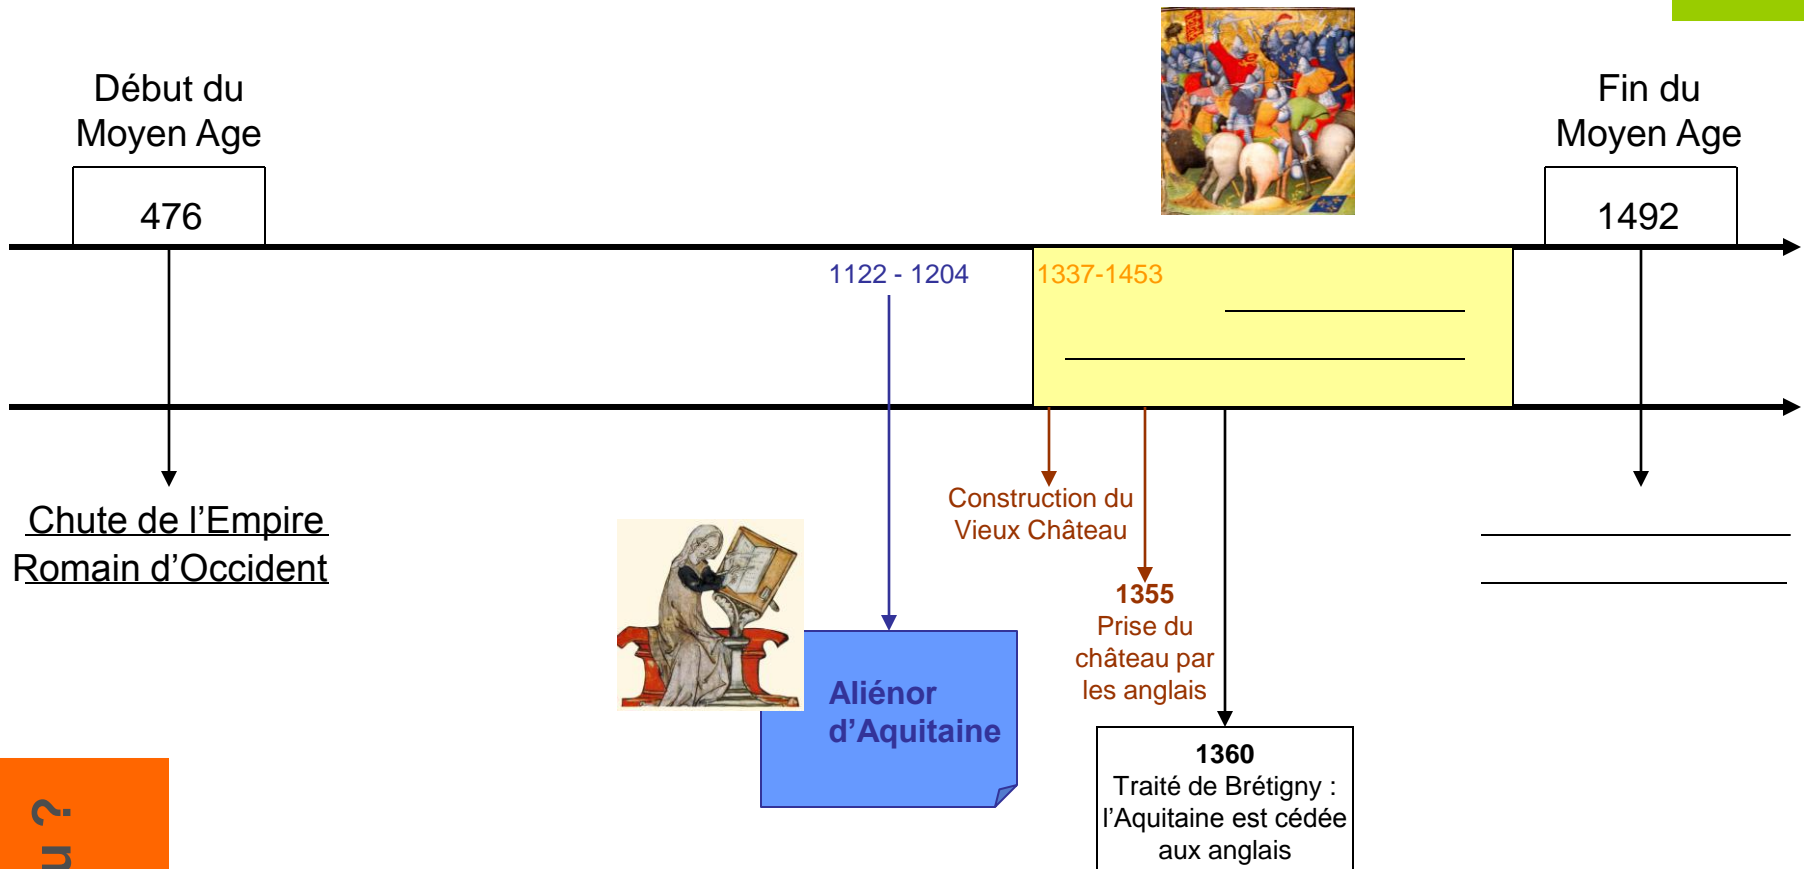 Début du
Moyen Age
476
Fin du
Moyen Age
1492
1122 - 1204
1337-1453
Chute de l’Empire
Romain d’Occident
Construction du
Vieux Château
1355
Prise du
château par
les anglais
Aliénor
d’Aquitaine
1360
Traité de Brétigny :
l’Aquitaine est cédée
aux anglais
u ?